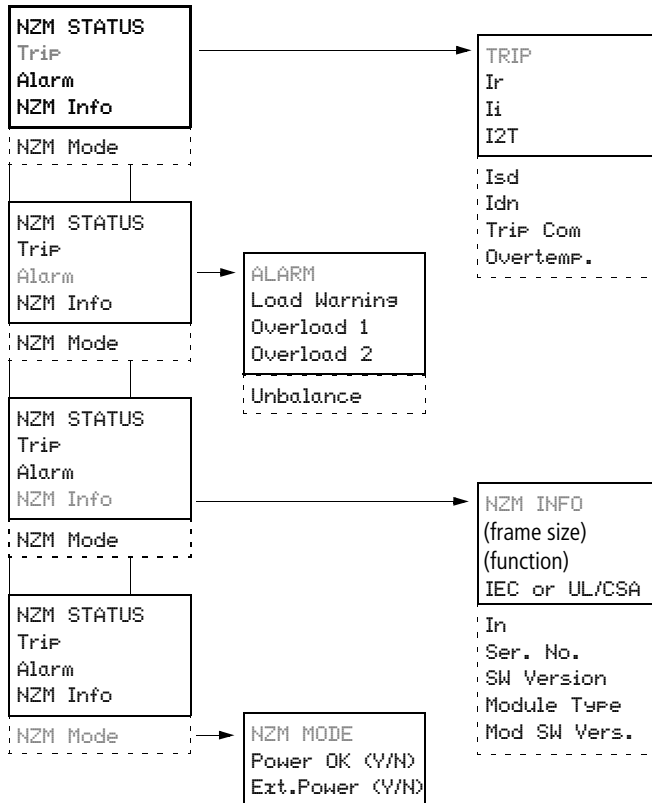 NZM STATUS
Trip
Alarm
NZM Info
NZM Mode
TRIP
Ir
Ii
I2T
Isd
Idn
Trip Com
Overtemp.
NZM STATUS
Trip
Alarm
NZM Info
NZM Mode
ALARM
Load Warning
Overload 1
Overload 2
Unbalance
NZM STATUS
Trip
Alarm
NZM Info
NZM Mode
NZM INFO
(frame size)
(function)
IEC or UL/CSA
In
Ser. No.
SW Version
Module Type
Mod SW Vers.
NZM STATUS
Trip
Alarm
NZM Info
NZM Mode
NZM MODE
Power OK (Y/N)
Ext.Power (Y/N)